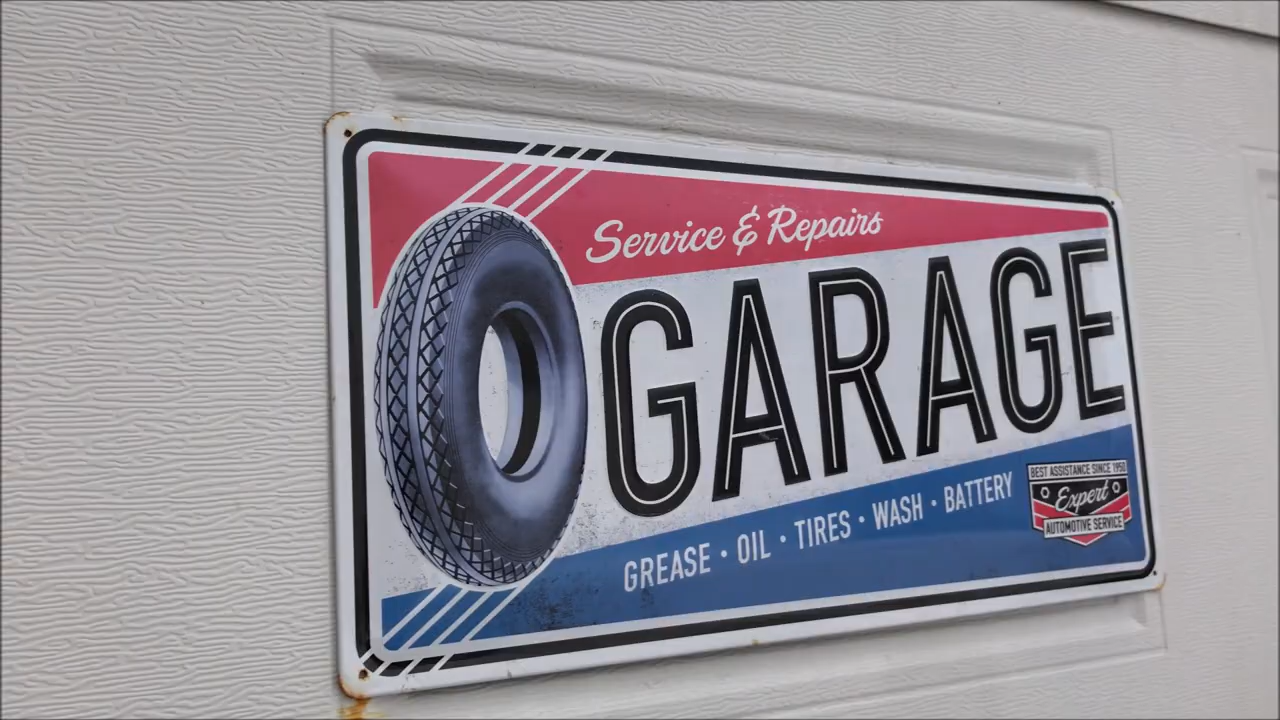 Service & Repairs
GARAGE
GREASE · OIL · TIRES · WASH · BATTERY
BEST ASSISTANCE SINCE 1950
Expert
AUTOMOTIVE SERVICE